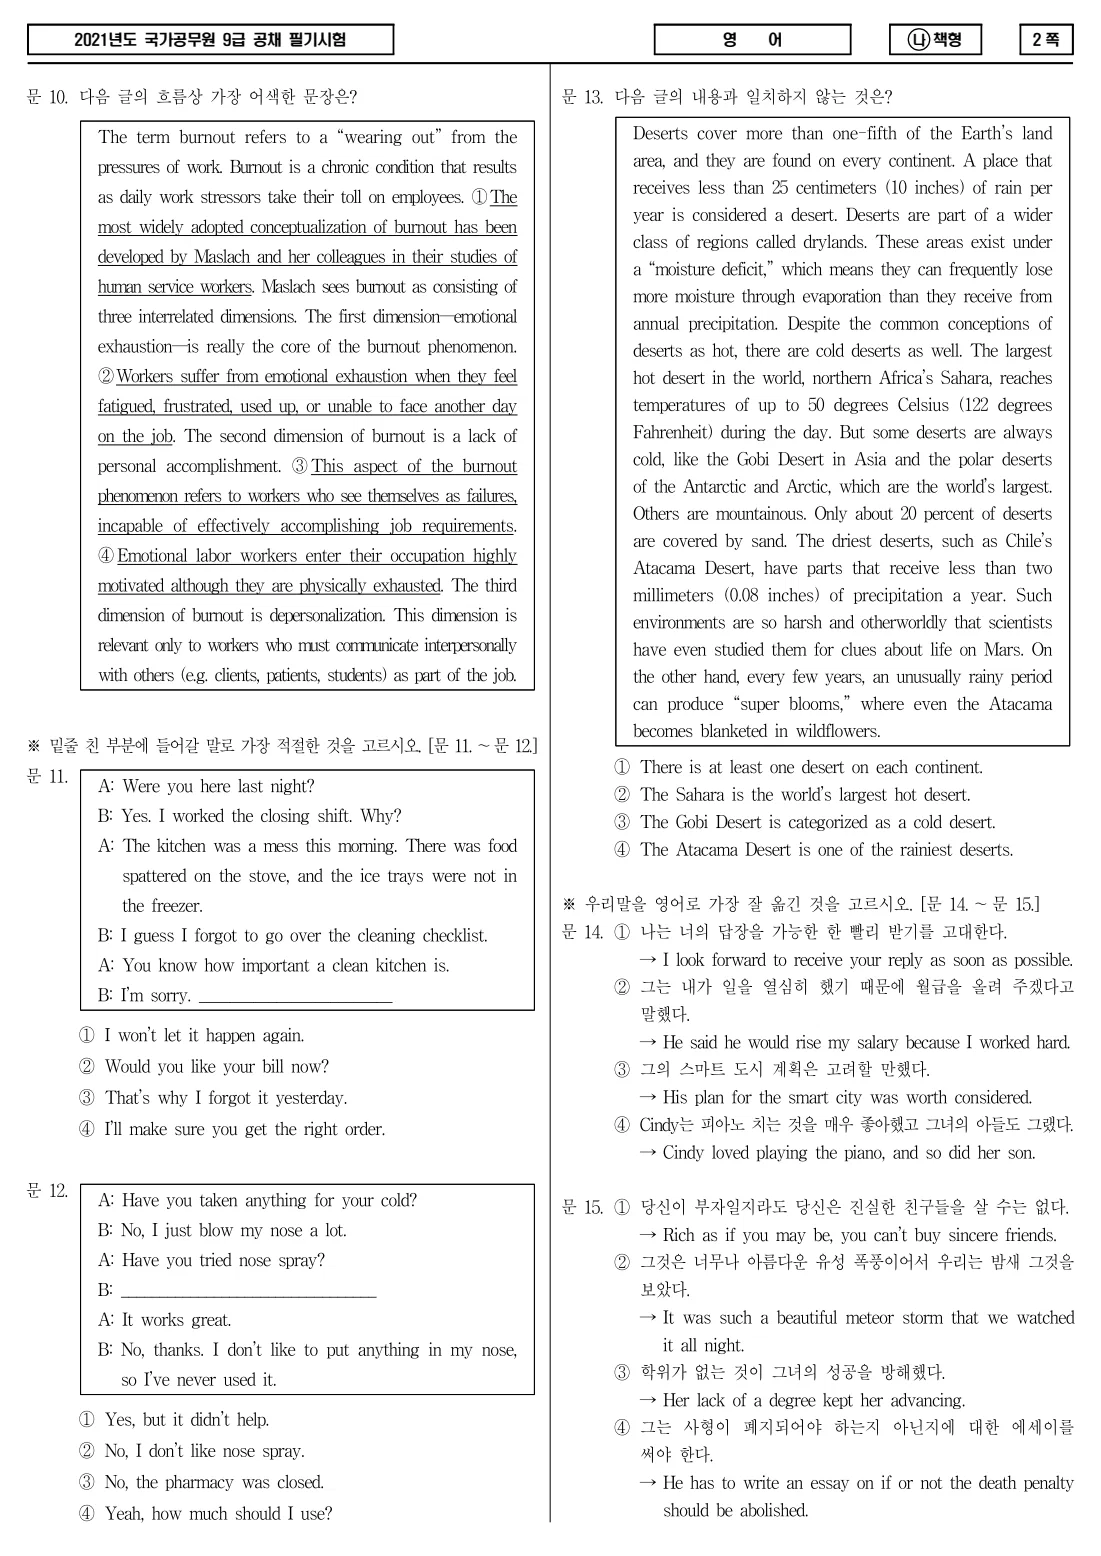 2021년도 국가공무원 9급 공채 필기시험
영 어
㉯ 책형
2 쪽
문 10. 다음 글의 흐름상 가장 어색한 문장은?
The term burnout refers to a “wearing out” from the
pressures of work. Burnout is a chronic condition that results
as daily work stressors take their toll on employees. ①The
most widely adopted conceptualization of burnout has been
developed by Maslach and her colleagues in their studies of
human service workers. Maslach sees burnout as consisting of
three interrelated dimensions. The first dimension—emotional
exhaustion—is really the core of the burnout phenomenon.
②Workers suffer from emotional exhaustion when they feel
fatigued, frustrated, used up, or unable to face another day
on the job. The second dimension of burnout is a lack of
personal accomplishment. ③This aspect of the burnout
phenomenon refers to workers who see themselves as failures,
incapable of effectively accomplishing job requirements.
④Emotional labor workers enter their occupation highly
motivated although they are physically exhausted. The third
dimension of burnout is depersonalization. This dimension is
relevant only to workers who must communicate interpersonally
with others (e.g. clients, patients, students) as part of the job.
※ 밑줄 친 부분에 들어갈 말로 가장 적절한 것을 고르시오. [문 11. ~ 문 12.]
문 11.
A: Were you here last night?
B: Yes. I worked the closing shift. Why?
A: The kitchen was a mess this morning. There was food
spattered on the stove, and the ice trays were not in
the freezer.
B: I guess I forgot to go over the cleaning checklist.
A: You know how important a clean kitchen is.
B: I’m sorry. ______________________
① I won’t let it happen again.
② Would you like your bill now?
③ That’s why I forgot it yesterday.
④ I’ll make sure you get the right order.
문 12.
A: Have you taken anything for your cold?
B: No, I just blow my nose a lot.
A: Have you tried nose spray?
B: ______________________________
A: It works great.
B: No, thanks. I don’t like to put anything in my nose,
so I’ve never used it.
① Yes, but it didn’t help.
② No, I don’t like nose spray.
③ No, the pharmacy was closed.
④ Yeah, how much should I use?
문 13. 다음 글의 내용과 일치하지 않는 것은?
Deserts cover more than one-fifth of the Earth’s land
area, and they are found on every continent. A place that
receives less than 25 centimeters (10 inches) of rain per
year is considered a desert. Deserts are part of a wider
class of regions called drylands. These areas exist under
a “moisture deficit,” which means they can frequently lose
more moisture through evaporation than they receive from
annual precipitation. Despite the common conceptions of
deserts as hot, there are cold deserts as well. The largest
hot desert in the world, northern Africa’s Sahara, reaches
temperatures of up to 50 degrees Celsius (122 degrees
Fahrenheit) during the day. But some deserts are always
cold, like the Gobi Desert in Asia and the polar deserts
of the Antarctic and Arctic, which are the world’s largest.
Others are mountainous. Only about 20 percent of deserts
are covered by sand. The driest deserts, such as Chile’s
Atacama Desert, have parts that receive less than two
millimeters (0.08 inches) of precipitation a year. Such
environments are so harsh and otherworldly that scientists
have even studied them for clues about life on Mars. On
the other hand, every few years, an unusually rainy period
can produce “super blooms,” where even the Atacama
becomes blanketed in wildflowers.
① There is at least one desert on each continent.
② The Sahara is the world’s largest hot desert.
③ The Gobi Desert is categorized as a cold desert.
④ The Atacama Desert is one of the rainiest deserts.
※ 우리말을 영어로 가장 잘 옮긴 것을 고르시오. [문 14. ~ 문 15.]
문 14. ① 나는 너의 답장을 가능한 한 빨리 받기를 고대한다.
→ I look forward to receive your reply as soon as possible.
② 그는 내가 일을 열심히 했기 때문에 월급을 올려 주겠다고
말했다.
→ He said he would rise my salary because I worked hard.
③ 그의 스마트 도시 계획은 고려할 만했다.
→ His plan for the smart city was worth considered.
④ Cindy는 피아노 치는 것을 매우 좋아했고 그녀의 아들도 그랬다.
→ Cindy loved playing the piano, and so did her son.
문 15. ① 당신이 부자일지라도 당신은 진실한 친구들을 살 수는 없다.
→ Rich as if you may be, you can’t buy sincere friends.
② 그것은 너무나 아름다운 유성 폭풍이어서 우리는 밤새 그것을
보았다.
→ It was such a beautiful meteor storm that we watched
it all night.
③ 학위가 없는 것이 그녀의 성공을 방해했다.
→ Her lack of a degree kept her advancing.
④ 그는 사형이 폐지되어야 하는지 아닌지에 대한 에세이를
써야 한다.
→ He has to write an essay on if or not the death penalty
should be abolished.